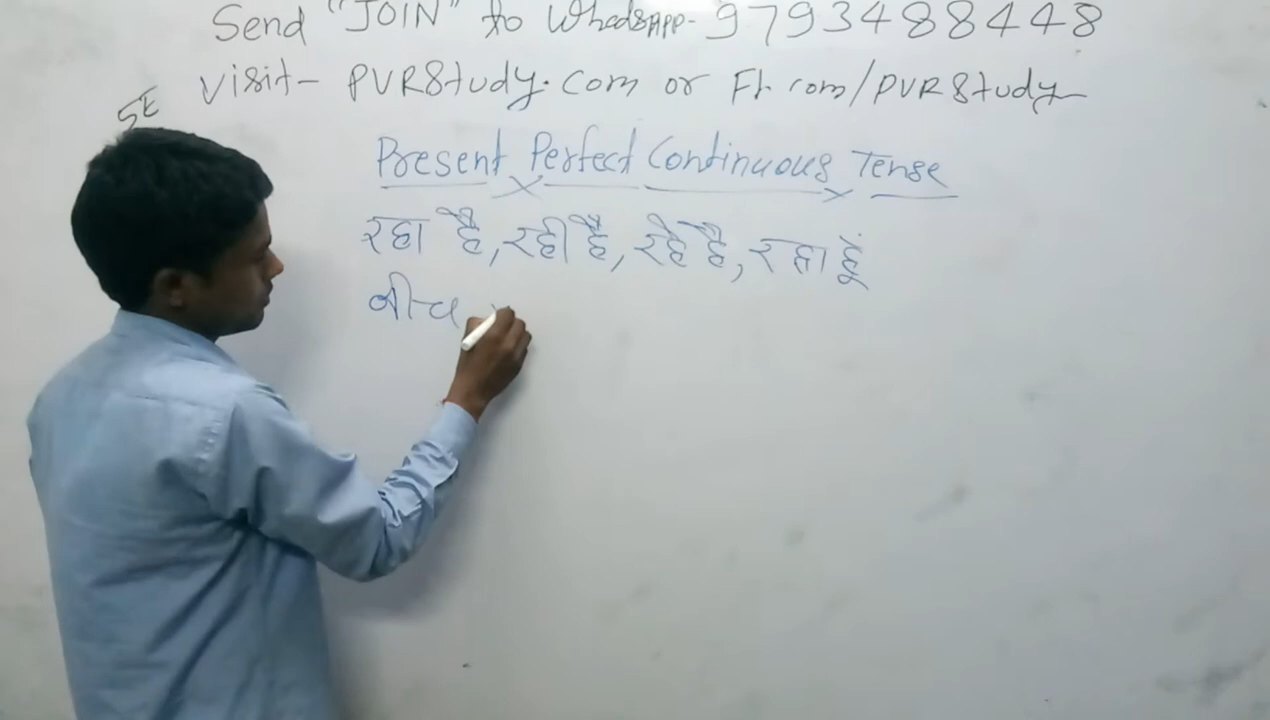 Send "JOIN" to WhatsApp- 9793488448
Visit- PVRStudy.com or Fb.com/PVRStudy
Present Perfect Continuous Tense
रहा है, रही है, रहे हैं, रहा हूं
बीच